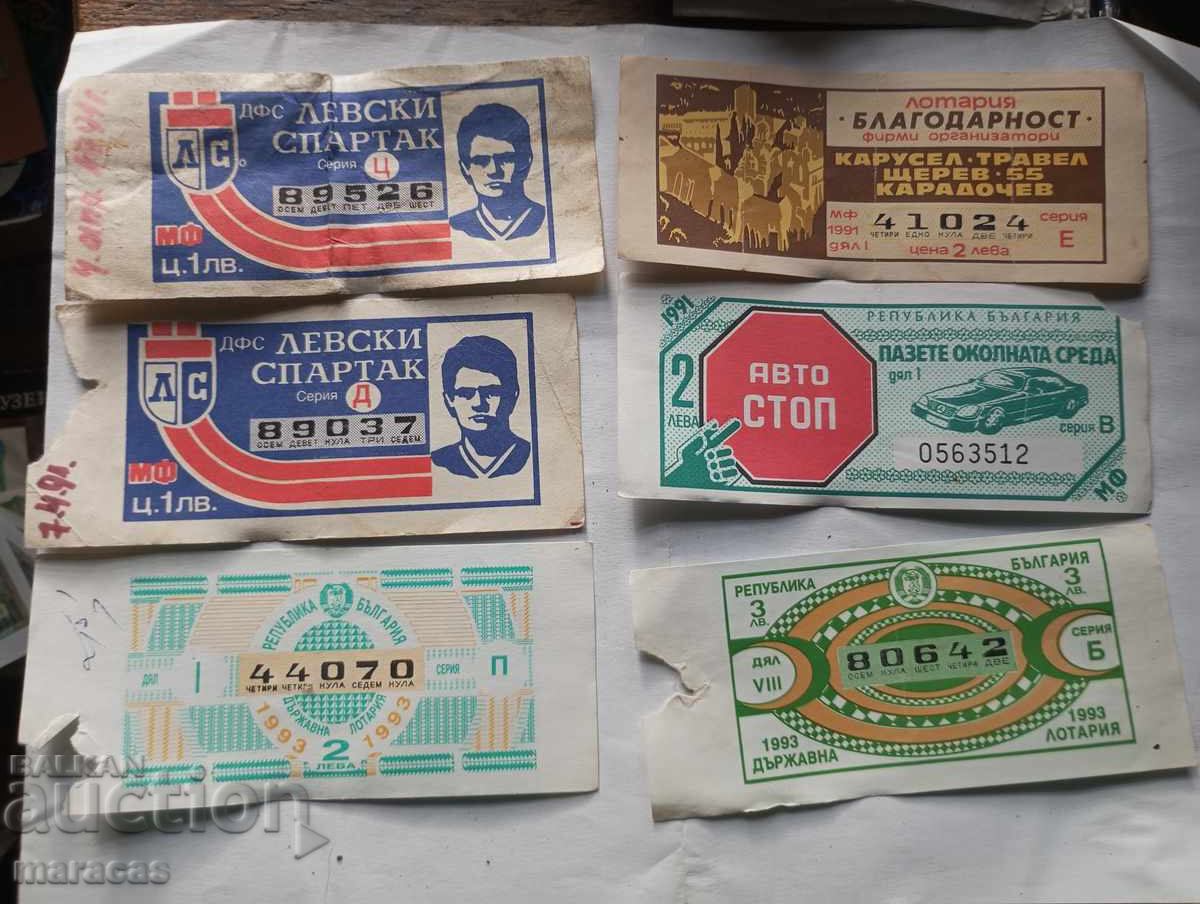 ДФС ЛЕВСКИ
СПАРТАК
Серия Ц
ЛС
89526
ОСЕМ ДЕВЕТ ПЕТ ДВЕ ШЕСТ
МФ
Ц.1ЛВ.
ЛОТАРИЯ
БЛАГОДАРНОСТ
ФИРМИ ОРГАНИЗАТОРИ
КАРУСЕЛ · ТРАВЕЛ
ЩЕРЕВ · 55
КАРАДОЧЕВ
МФ
1991
ДЯЛ I
41024
ЧЕТИРИ ЕДНО НУЛА ДВЕ ЧЕТИРИ
ЦЕНА 2 ЛЕВА
СЕРИЯ
Е
ДФС ЛЕВСКИ
СПАРТАК
Серия Д
ЛС
89037
ОСЕМ ДЕВЕТ НУЛА ТРИ СЕДЕМ
МФ
Ц.1ЛВ.
1991
РЕПУБЛИКА БЪЛГАРИЯ
ПАЗЕТЕ ОКОЛНАТА СРЕДА
ДЯЛ I
2
ЛЕВА
АВТО
СТОП
СЕРИЯ В
0563512
МФ
РЕПУБЛИКА БЪЛГАРИЯ
ДЯЛ I
44070
ЧЕТИРИ ЧЕТИРИ НУЛА СЕДЕМ НУЛА
СЕРИЯ П
ДЪРЖАВНА ЛОТАРИЯ
1993 1993
2
ЛЕВА
РЕПУБЛИКА БЪЛГАРИЯ
3 ЛВ.
3 ЛВ.
ДЯЛ
VIII
80642
ОСЕМ НУЛА ШЕСТ ЧЕТИРИ ДВЕ
СЕРИЯ
Б
1993
ДЪРЖАВНА
1993
ЛОТАРИЯ
BALKAN
auction
maracas